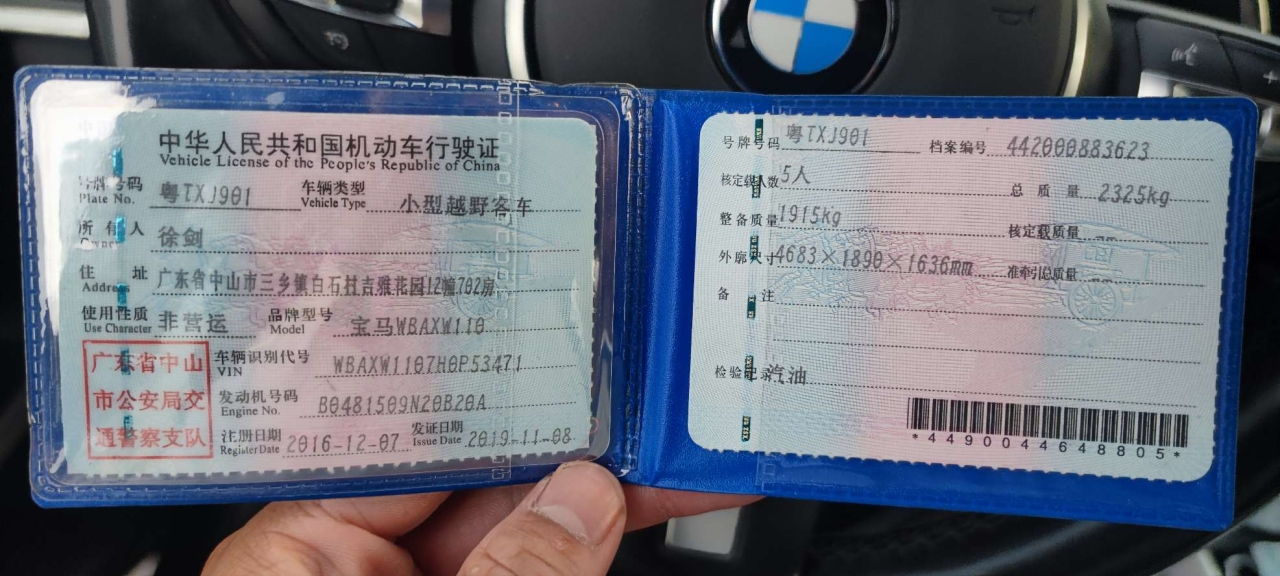 中华人民共和国机动车行驶证
Vehicle License of the People's Republic of China
号牌号码 粤TXJ901 车辆类型 小型越野客车
Plate No. Vehicle Type
所有人 徐剑
Owner
住址 广东省中山市三乡镇白石村吉雅花园12幢702房
Address
使用性质 非营运 品牌型号 宝马WBAXW110
Use Character Model
广东省中山
市公安局交
通警察支队
车辆识别代号 WBAXW1107H0P53471
VIN
发动机号码 B0481509N20B20A
Engine No.
注册日期 2016-12-07 发证日期 2019-11-08
Register Date Issue Date
号牌号码 粤TXJ901 档案编号 442000883623
核定载人数 5人 总质量 2325kg
整备质量 1915kg 核定载质量 --
外廓尺寸 4683×1890×1636mm 准牵引总质量 --
备注
检验记录 汽油
*4490044648805*